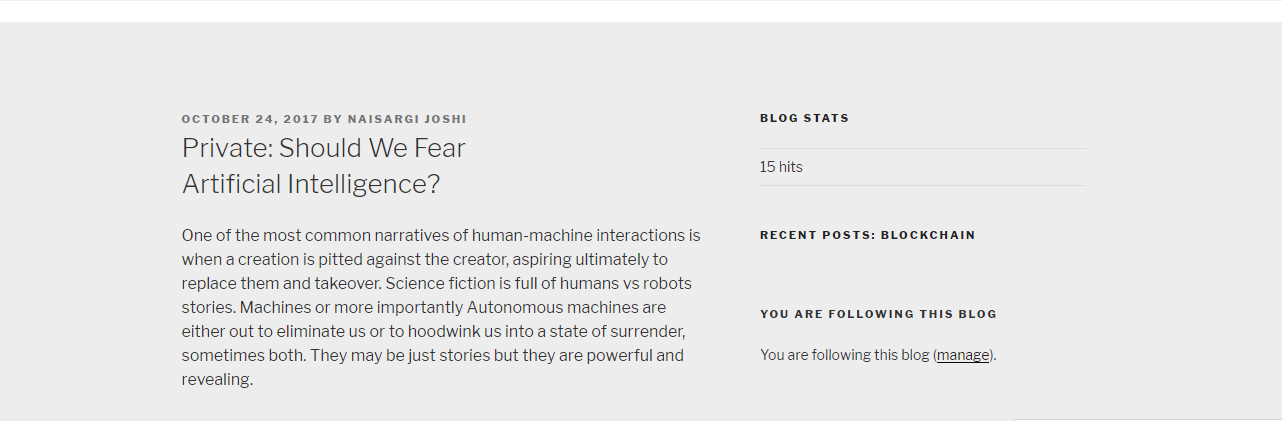 OCTOBER 24, 2017 BY NAISARGI JOSHI
Private: Should We Fear
Artificial Intelligence?
One of the most common narratives of human-machine interactions is
when a creation is pitted against the creator, aspiring ultimately to
replace them and takeover. Science fiction is full of humans vs robots
stories. Machines or more importantly Autonomous machines are
either out to eliminate us or to hoodwink us into a state of surrender,
sometimes both. They may be just stories but they are powerful and
revealing.
BLOG STATS
15 hits
RECENT POSTS: BLOCKCHAIN
YOU ARE FOLLOWING THIS BLOG
You are following this blog (manage).